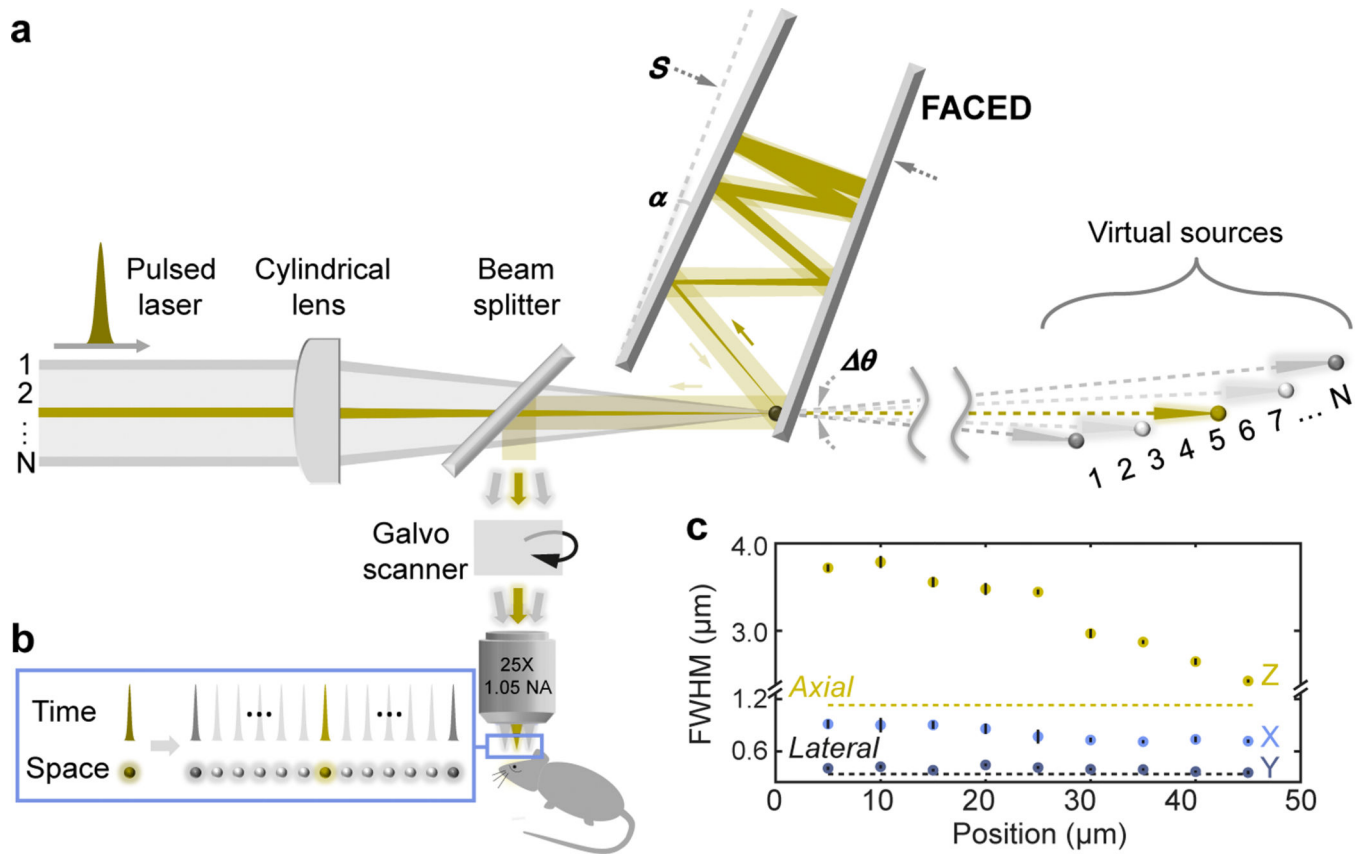 a
S
FACED
α
Virtual sources
Pulsed
laser
Cylindrical
lens
Beam
splitter
Δθ
1
2
⋮
N
1 2 3 4 5 6 7 ... N
Galvo
scanner
25X
1.05 NA
b
Time
... ...
Space
c
FWHM (µm)
4.0
3.0
1.2
0.6
Axial
Lateral
Z
X
Y
0 10 20 30 40 50
Position (µm)